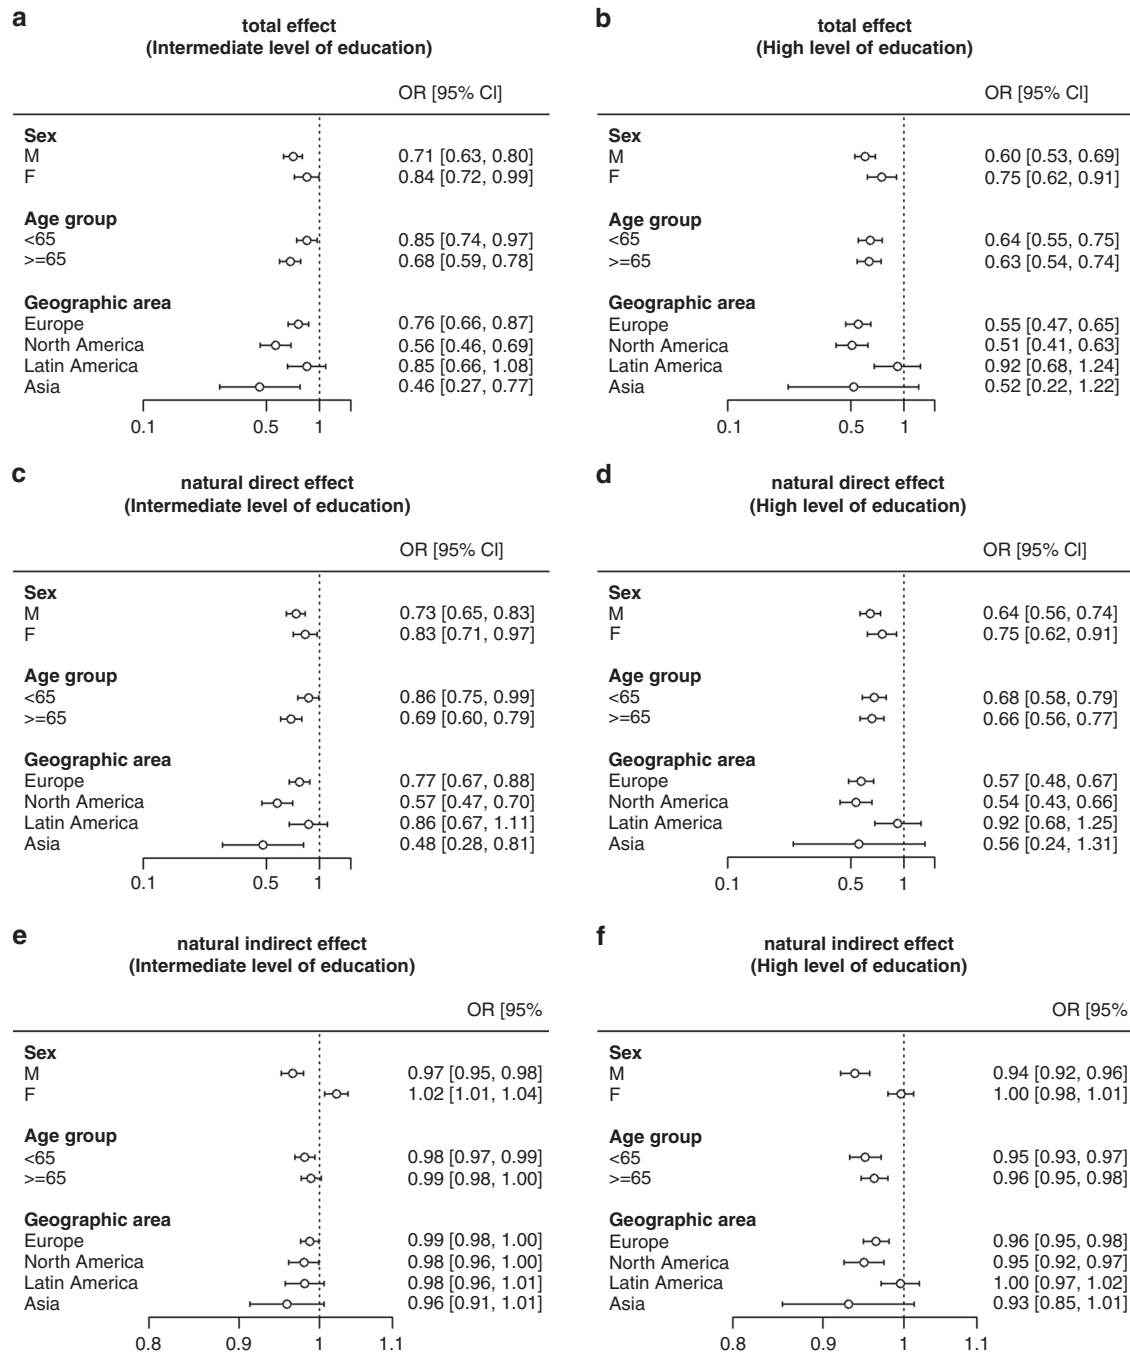 a
total effect
(Intermediate level of education)
OR [95% CI]
Sex
M 0.71 [0.63, 0.80]
F 0.84 [0.72, 0.99]
Age group
<65 0.85 [0.74, 0.97]
>=65 0.68 [0.59, 0.78]
Geographic area
Europe 0.76 [0.66, 0.87]
North America 0.56 [0.46, 0.69]
Latin America 0.85 [0.66, 1.08]
Asia 0.46 [0.27, 0.77]
0.1 0.5 1
b
total effect
(High level of education)
OR [95% CI]
Sex
M 0.60 [0.53, 0.69]
F 0.75 [0.62, 0.91]
Age group
<65 0.64 [0.55, 0.75]
>=65 0.63 [0.54, 0.74]
Geographic area
Europe 0.55 [0.47, 0.65]
North America 0.51 [0.41, 0.63]
Latin America 0.92 [0.68, 1.24]
Asia 0.52 [0.22, 1.22]
0.1 0.5 1
c
natural direct effect
(Intermediate level of education)
OR [95% CI]
Sex
M 0.73 [0.65, 0.83]
F 0.83 [0.71, 0.97]
Age group
<65 0.86 [0.75, 0.99]
>=65 0.69 [0.60, 0.79]
Geographic area
Europe 0.77 [0.67, 0.88]
North America 0.57 [0.47, 0.70]
Latin America 0.86 [0.67, 1.11]
Asia 0.48 [0.28, 0.81]
0.1 0.5 1
d
natural direct effect
(High level of education)
OR [95% CI]
Sex
M 0.64 [0.56, 0.74]
F 0.75 [0.62, 0.91]
Age group
<65 0.68 [0.58, 0.79]
>=65 0.66 [0.56, 0.77]
Geographic area
Europe 0.57 [0.48, 0.67]
North America 0.54 [0.43, 0.66]
Latin America 0.92 [0.68, 1.25]
Asia 0.56 [0.24, 1.31]
0.1 0.5 1
e
natural indirect effect
(Intermediate level of education)
OR [95%
Sex
M 0.97 [0.95, 0.98]
F 1.02 [1.01, 1.04]
Age group
<65 0.98 [0.97, 0.99]
>=65 0.99 [0.98, 1.00]
Geographic area
Europe 0.99 [0.98, 1.00]
North America 0.98 [0.96, 1.00]
Latin America 0.98 [0.96, 1.01]
Asia 0.96 [0.91, 1.01]
0.8 0.9 1 1.1
f
natural indirect effect
(High level of education)
OR [95%
Sex
M 0.94 [0.92, 0.96]
F 1.00 [0.98, 1.01]
Age group
<65 0.95 [0.93, 0.97]
>=65 0.96 [0.95, 0.98]
Geographic area
Europe 0.96 [0.95, 0.98]
North America 0.95 [0.92, 0.97]
Latin America 1.00 [0.97, 1.02]
Asia 0.93 [0.85, 1.01]
0.8 0.9 1 1.1